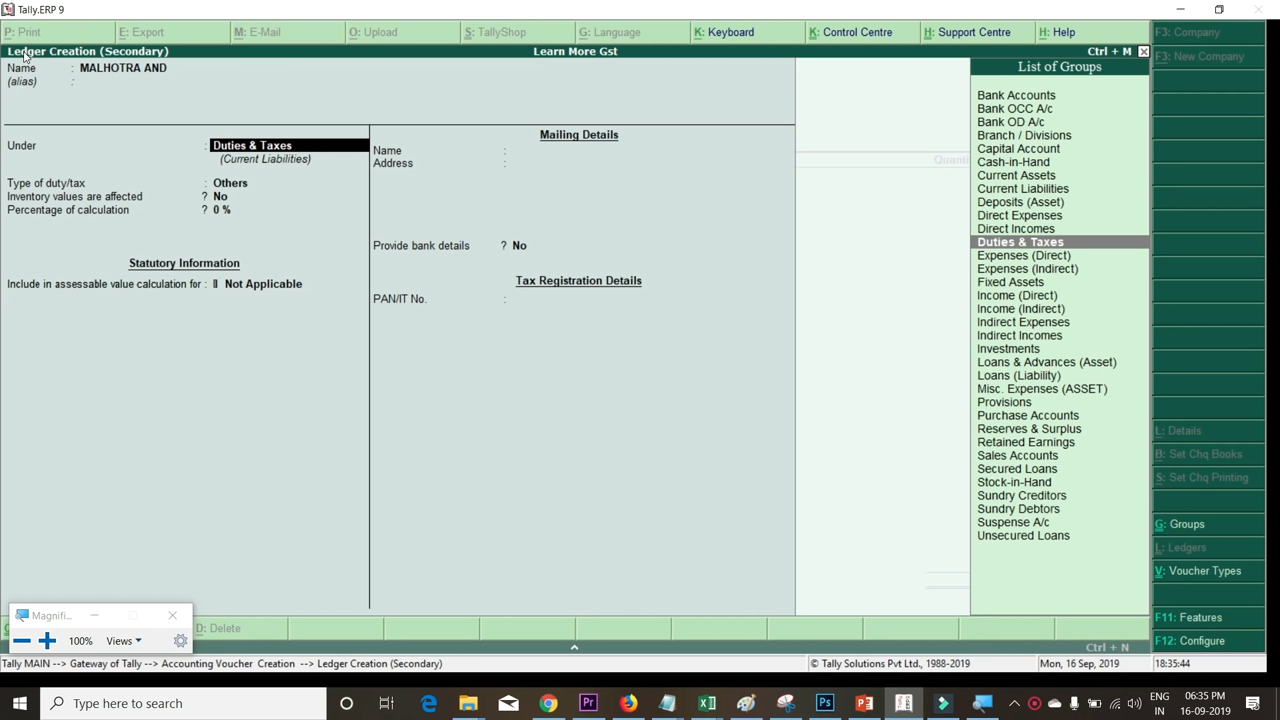 Tally.ERP 9
P: Print E: Export M: E-Mail O: Upload S: TallyShop G: Language K: Keyboard K: Control Centre H: Support Centre H: Help F3: Company
Ledger Creation (Secondary) Learn More Gst Ctrl + M
F3: New Company
Name : MALHOTRA AND
(alias) :
Under : Duties & Taxes
(Current Liabilities)
Type of duty/tax : Others
Inventory values are affected ? No
Percentage of calculation ? 0 %
Statutory Information
Include in assessable value calculation for : Not Applicable
Mailing Details
Name :
Address :
Provide bank details ? No
Tax Registration Details
PAN/IT No. :
Quanti
List of Groups
Bank Accounts
Bank OCC A/c
Bank OD A/c
Branch / Divisions
Capital Account
Cash-in-Hand
Current Assets
Current Liabilities
Deposits (Asset)
Direct Expenses
Direct Incomes
Duties & Taxes
Expenses (Direct)
Expenses (Indirect)
Fixed Assets
Income (Direct)
Income (Indirect)
Indirect Expenses
Indirect Incomes
Investments
Loans & Advances (Asset)
Loans (Liability)
Misc. Expenses (ASSET)
Provisions
Purchase Accounts
Reserves & Surplus
Retained Earnings
Sales Accounts
Secured Loans
Stock-in-Hand
Sundry Creditors
Sundry Debtors
Suspense A/c
Unsecured Loans
L: Details
B: Set Chq Books
S: Set Chq Printing
G: Groups
L: Ledgers
V: Voucher Types
F11: Features
F12: Configure
Magnifi...
100% Views
D: Delete
Ctrl + N
Tally MAIN --> Gateway of Tally --> Accounting Voucher Creation --> Ledger Creation (Secondary) © Tally Solutions Pvt Ltd., 1988-2019 Mon, 16 Sep, 2019 18:35:44
Type here to search
ENG 06:35 PM
IN 16-09-2019